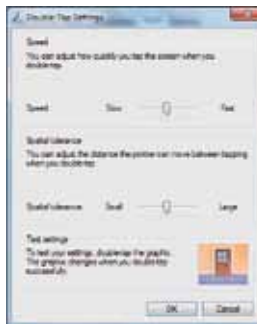 Double-Tap Settings
Speed
You can adjust how quickly you tap the screen when you
double-tap.
Speed Slow Fast
Spatial tolerance
You can adjust the distance the pointer can move between tapping
when you double-tap.
Spatial tolerance Small Large
Test settings
To test your settings, double-tap the graphic.
The graphic changes when you double-tap
successfully.
OK Cancel